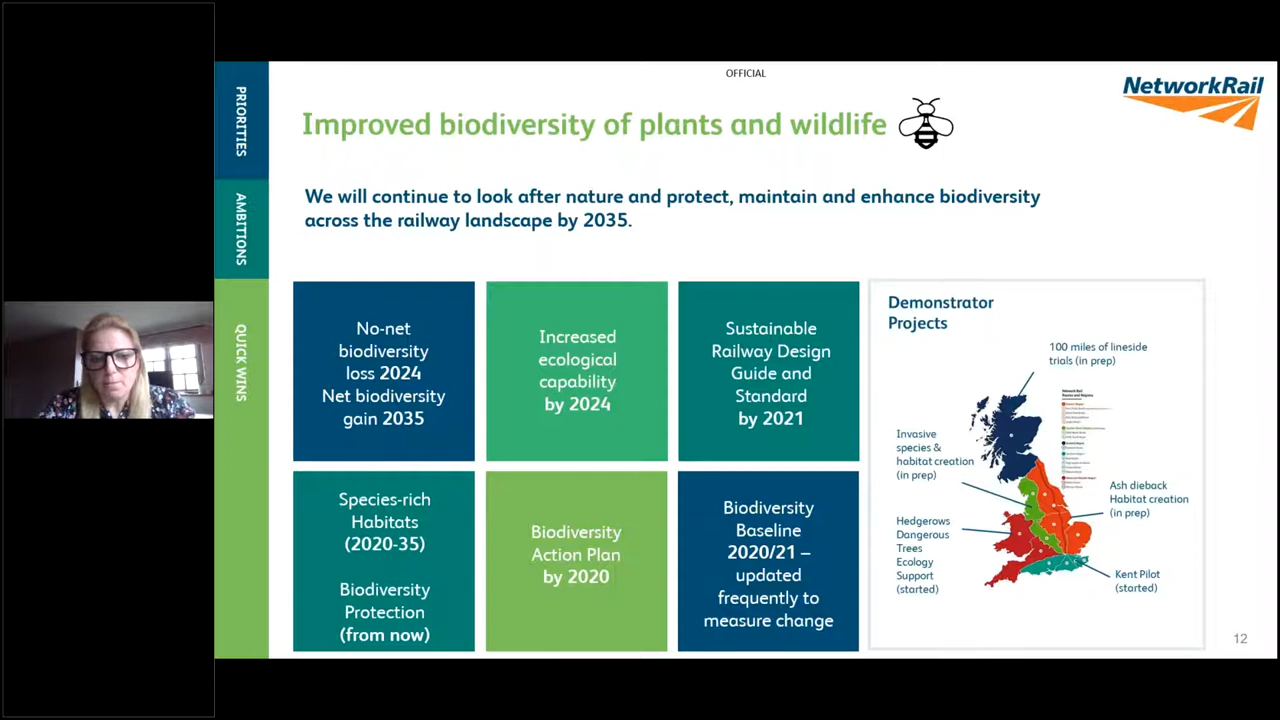 OFFICIAL
NetworkRail
PRIORITIES
AMBITIONS
QUICK WINS
Improved biodiversity of plants and wildlife
We will continue to look after nature and protect, maintain and enhance biodiversity
across the railway landscape by 2035.
No-net
biodiversity
loss 2024
Net biodiversity
gain 2035
Increased
ecological
capability
by 2024
Sustainable
Railway Design
Guide and
Standard
by 2021
Species-rich
Habitats
(2020-35)
Biodiversity
Protection
(from now)
Biodiversity
Action Plan
by 2020
Biodiversity
Baseline
2020/21 –
updated
frequently to
measure change
Demonstrator
Projects
100 miles of lineside
trials (in prep)
Invasive
species &
habitat creation
(in prep)
Ash dieback
Habitat creation
(in prep)
Hedgerows
Dangerous
Trees
Ecology
Support
(started)
Kent Pilot
(started)
12